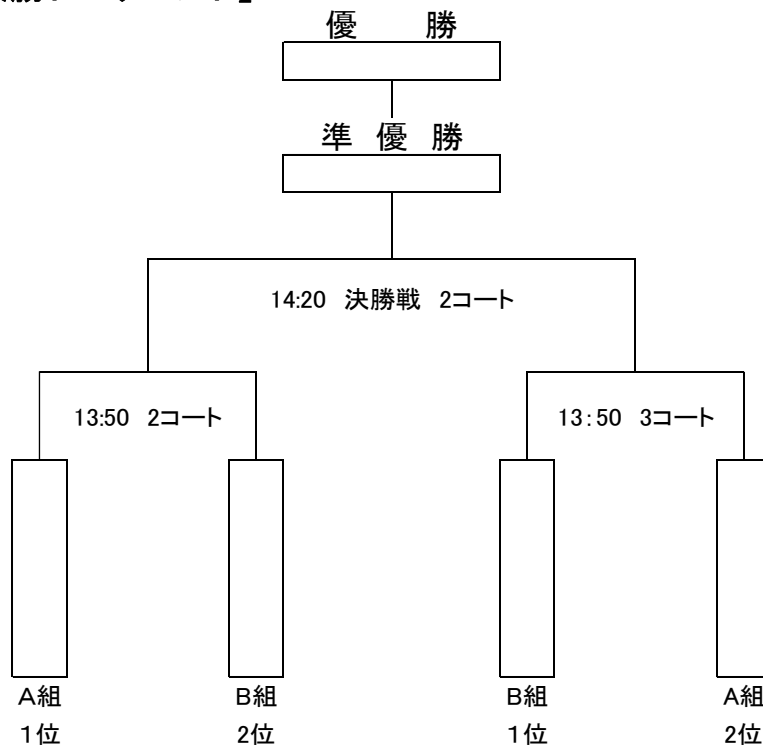 優　勝
準 優 勝
14:20 決勝戦 2コート
13:50 2コート
13:50 3コート
A組 B組 B組 A組
1位 2位 1位 2位